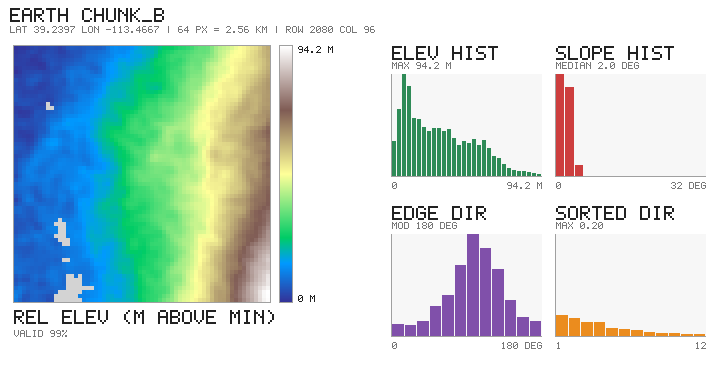 EARTH CHUNK_B
LAT 39.2397 LON -113.4667 | 64 PX = 2.56 KM | ROW 2080 COL 96
94.2 M
0 M
REL ELEV (M ABOVE MIN)
VALID 99%
ELEV HIST
MAX 94.2 M
0 94.2 M
SLOPE HIST
MEDIAN 2.0 DEG
0 32 DEG
EDGE DIR
MOD 180 DEG
0 180 DEG
SORTED DIR
MAX 0.20
1 12